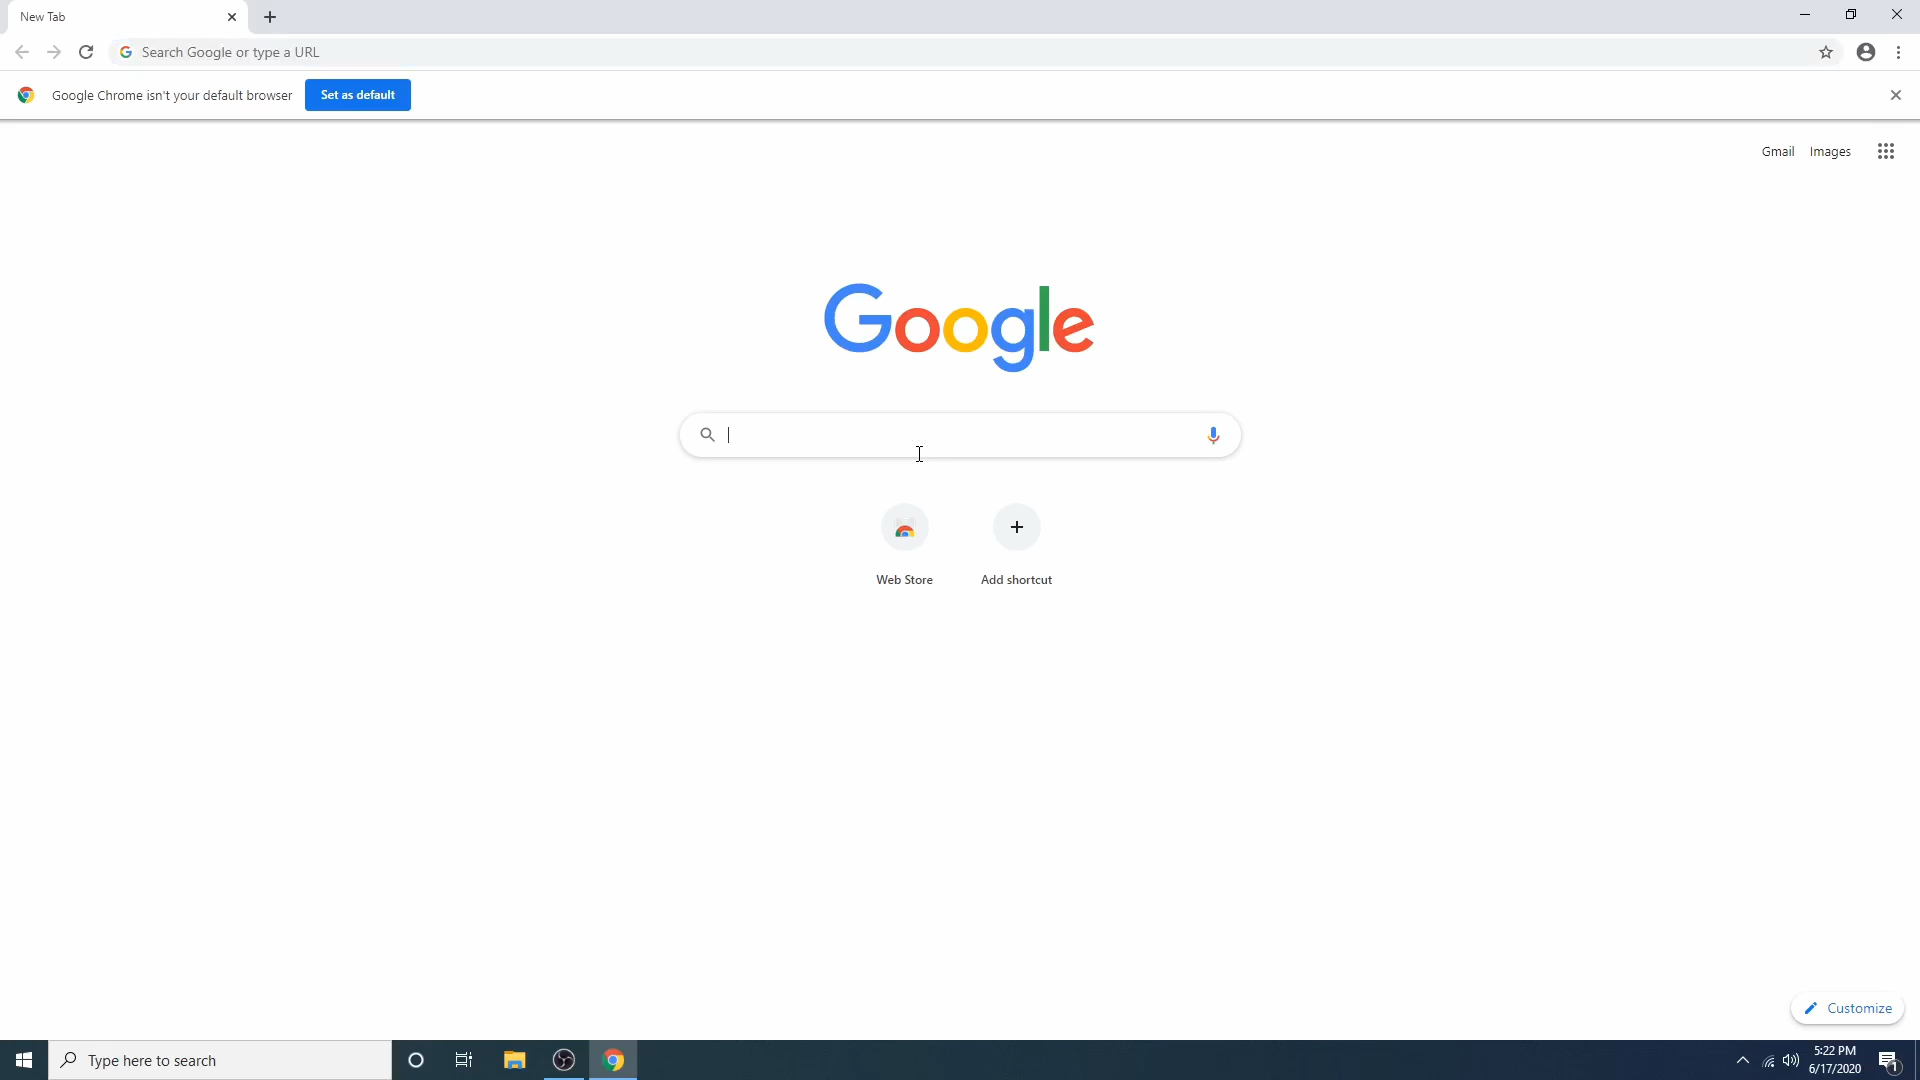 New Tab
Search Google or type a URL
Google Chrome isn't your default browser
Set as default
Gmail
Images
Google
Web Store
Add shortcut
Customize
Type here to search
5:22 PM
6/17/2020
1